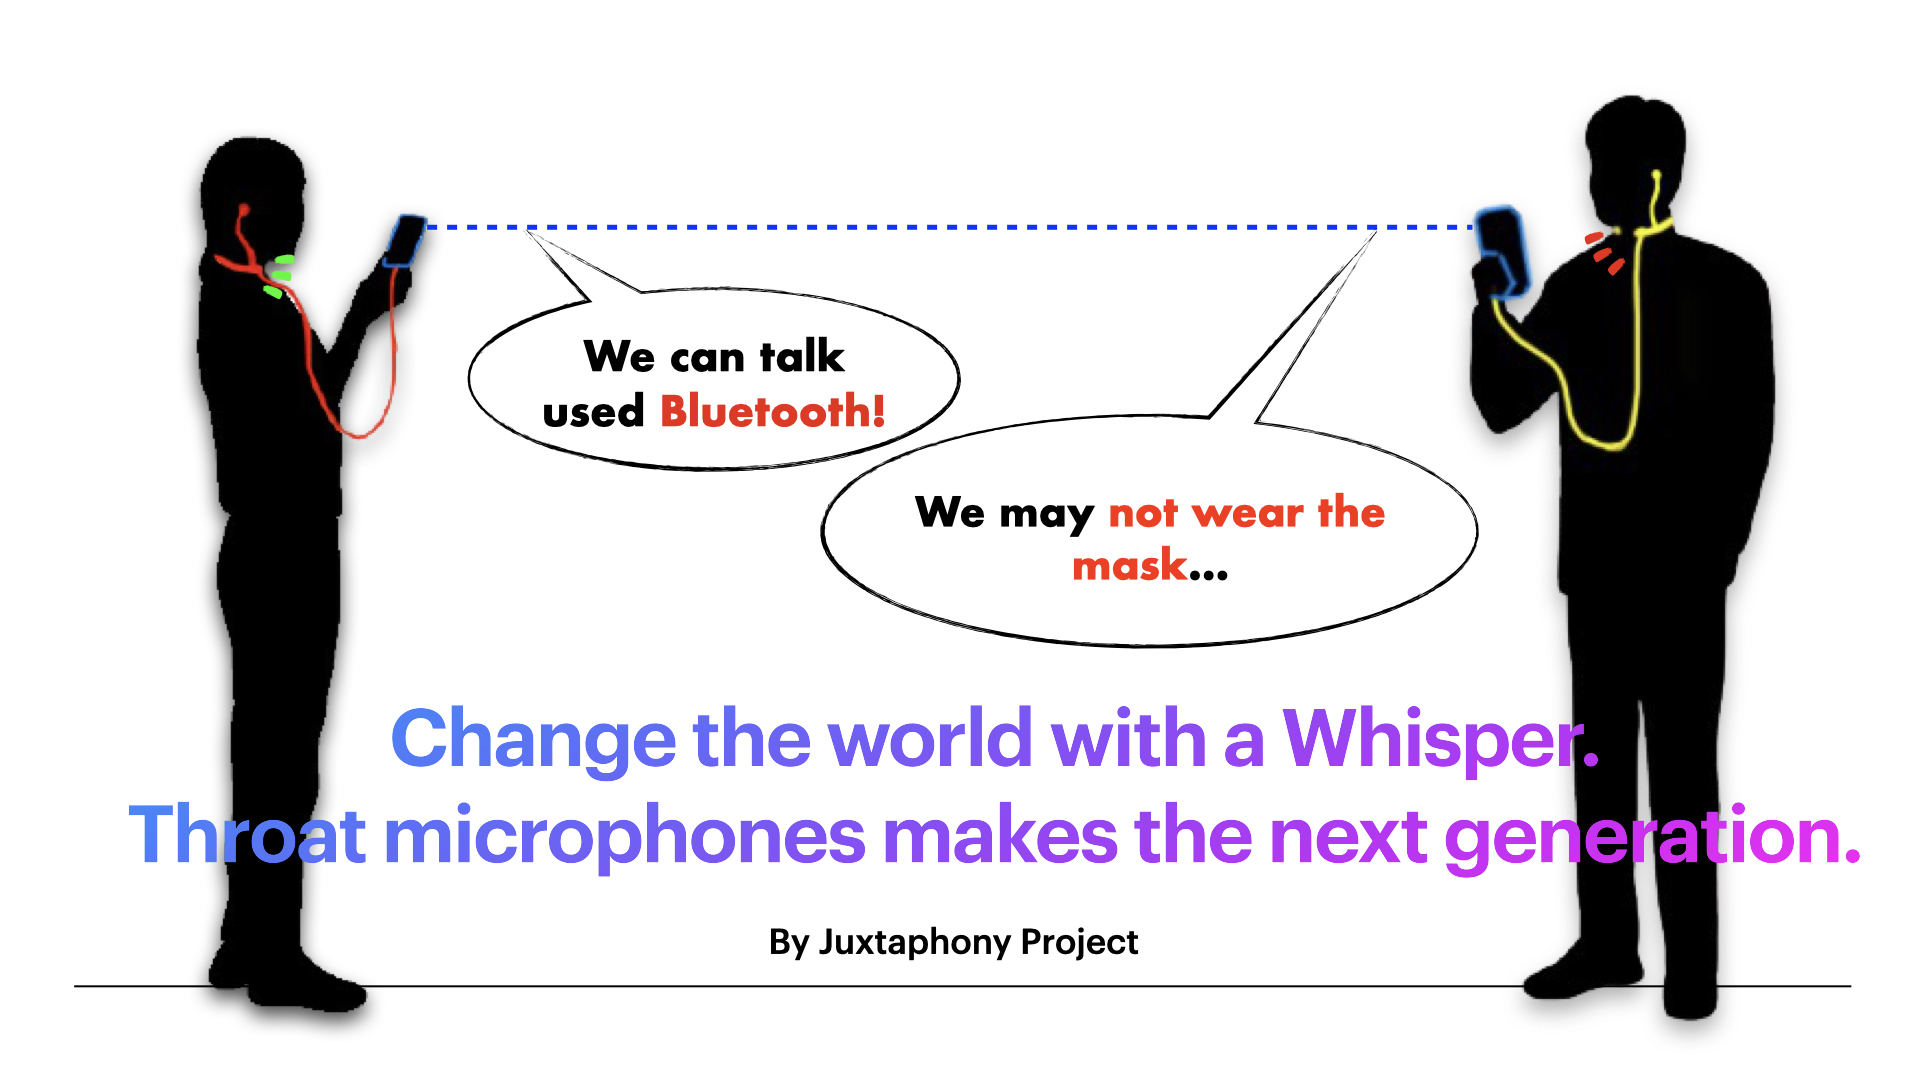 We can talk
used Bluetooth!
We may not wear the
mask...
Change the world with a Whisper.
Throat microphones makes the next generation.
By Juxtaphony Project